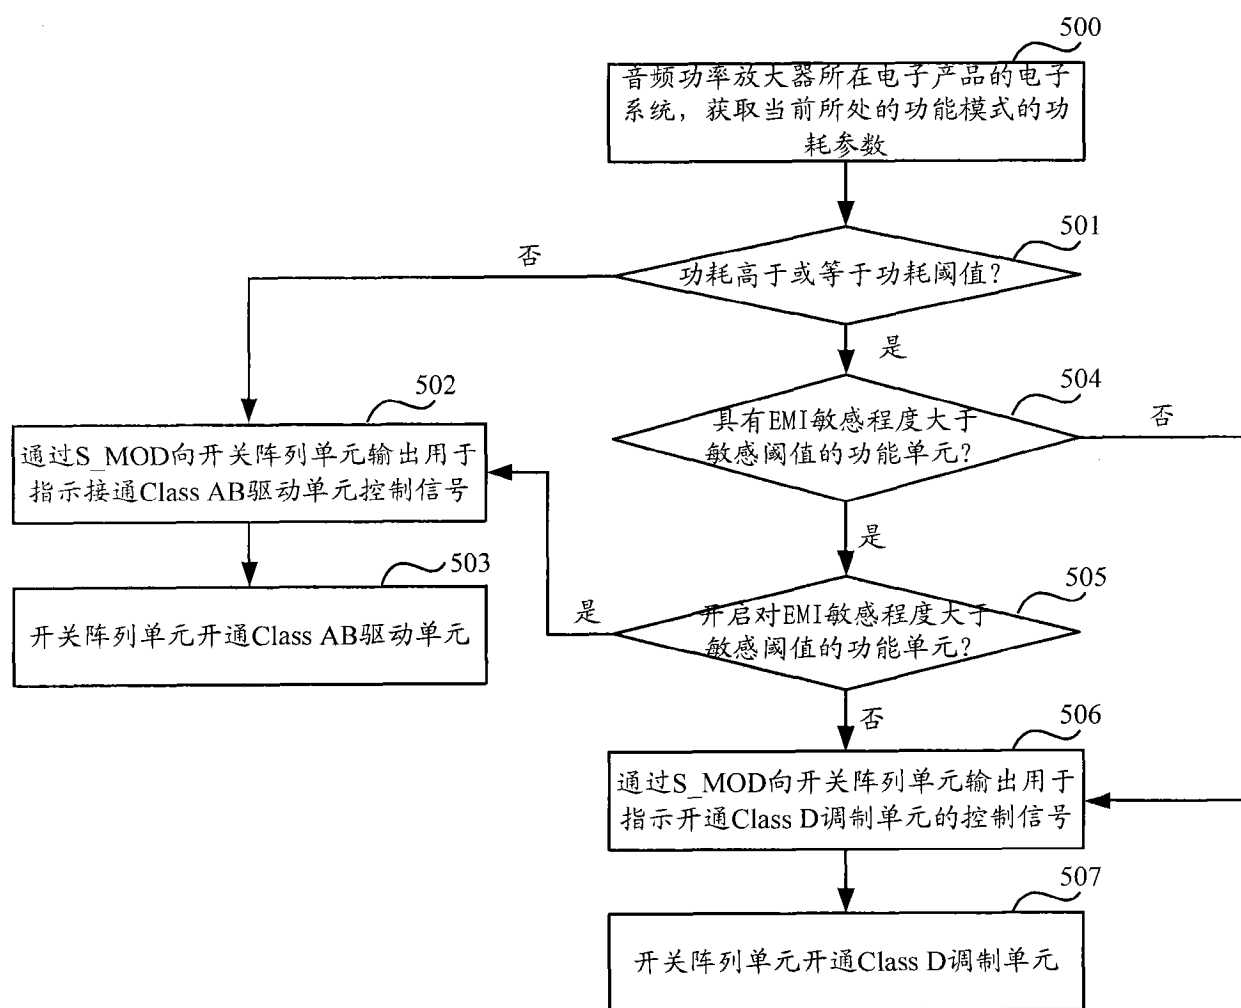 500
音频功率放大器所在电子产品的电子
系统，获取当前所处的功能模式的功
耗参数
501
否
功耗高于或等于功耗阈值？
是
502
504
通过S_MOD向开关阵列单元输出用于
指示接通Class AB驱动单元控制信号
具有EMI敏感程度大于
敏感阈值的功能单元？
否
是
503
开关阵列单元开通Class AB驱动单元
505
是
开启对EMI敏感程度大于
敏感阈值的功能单元？
否
506
通过S_MOD向开关阵列单元输出用于
指示开通Class D调制单元的控制信号
507
开关阵列单元开通Class D调制单元